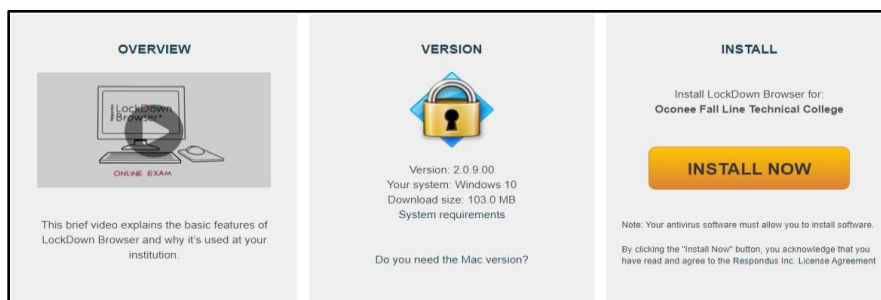 OVERVIEW
LockDown
Browser
ONLINE EXAM
This brief video explains the basic features of
LockDown Browser and why it's used at your
institution.
VERSION
Version: 2.0.9.00
Your system: Windows 10
Download size: 103.0 MB
System requirements
Do you need the Mac version?
INSTALL
Install LockDown Browser for:
Oconee Fall Line Technical College
INSTALL NOW
Note: Your antivirus software must allow you to install software.
By clicking the "Install Now" button, you acknowledge that you
have read and agree to the Respondus Inc. License Agreement